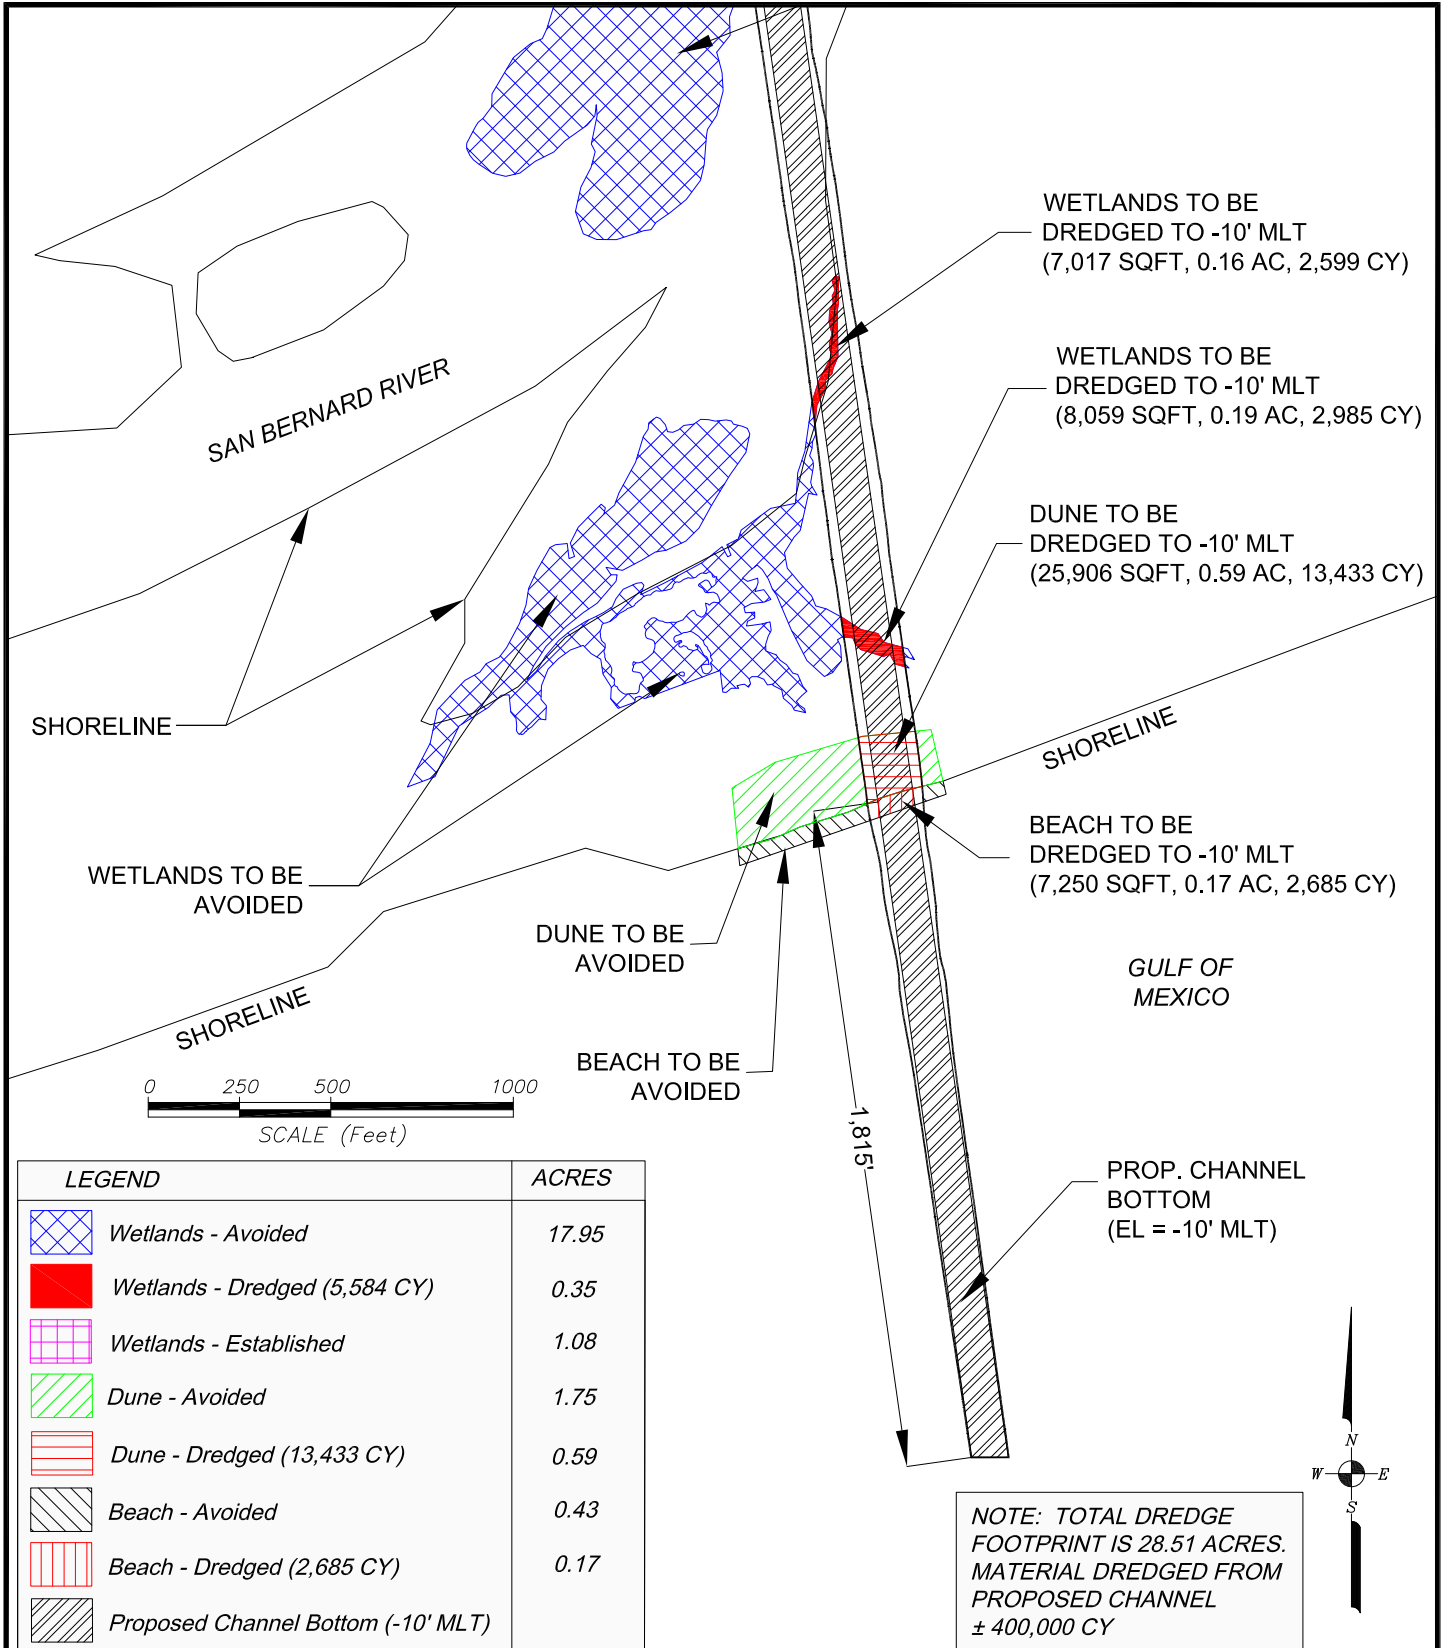 WETLANDS TO BE
DREDGED TO -10' MLT
(7,017 SQFT, 0.16 AC, 2,599 CY)
WETLANDS TO BE
DREDGED TO -10' MLT
(8,059 SQFT, 0.19 AC, 2,985 CY)
SAN BERNARD RIVER
DUNE TO BE
DREDGED TO -10' MLT
(25,906 SQFT, 0.59 AC, 13,433 CY)
SHORELINE
SHORELINE
BEACH TO BE
DREDGED TO -10' MLT
(7,250 SQFT, 0.17 AC, 2,685 CY)
WETLANDS TO BE
AVOIDED
DUNE TO BE
AVOIDED
GULF OF
MEXICO
SHORELINE
BEACH TO BE
AVOIDED
0 250 500 1000
SCALE (Feet)
1,815'
PROP. CHANNEL
BOTTOM
(EL = -10' MLT)
LEGEND ACRES
Wetlands - Avoided 17.95
Wetlands - Dredged (5,584 CY) 0.35
Wetlands - Established 1.08
Dune - Avoided 1.75
Dune - Dredged (13,433 CY) 0.59
Beach - Avoided 0.43
Beach - Dredged (2,685 CY) 0.17
Proposed Channel Bottom (-10' MLT)
N
W E
S
NOTE: TOTAL DREDGE
FOOTPRINT IS 28.51 ACRES.
MATERIAL DREDGED FROM
PROPOSED CHANNEL
± 400,000 CY